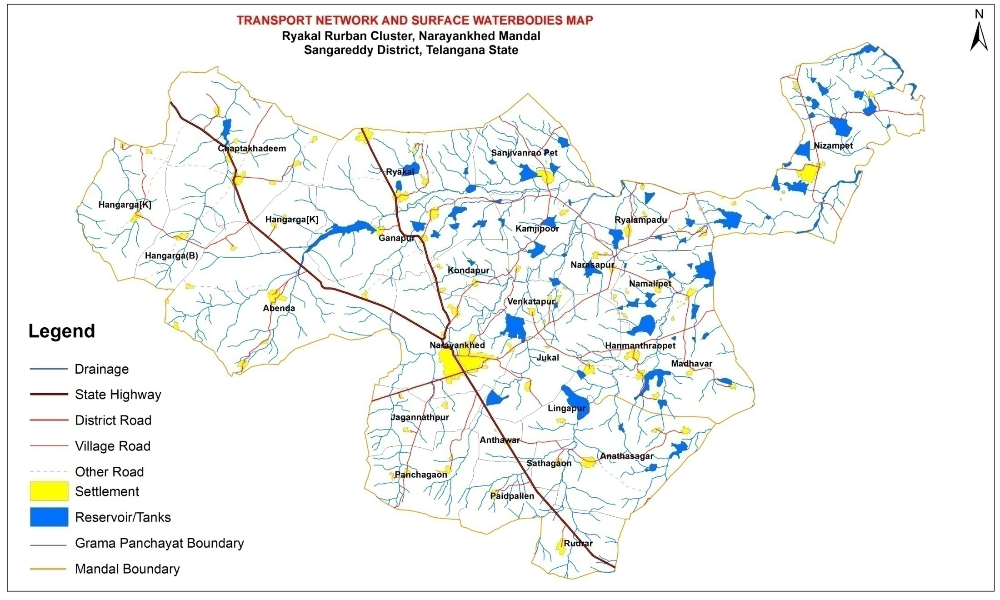 TRANSPORT NETWORK AND SURFACE WATERBODIES MAP
Ryakal Rurban Cluster, Narayankhed Mandal
Sangareddy District, Telangana State
N
Nizampet
Chaptakhadeem
Sanjivanrao Pet
Ryakal
Hangarga[K]
Hangarga[K]
Ryalampadu
Kamjipoor
Ganapur
Hangarga(B)
Narasapur
Kondapur
Namalipet
Venkatapur
Abenda
Narayankhed
Hanmanthraopet
Jukal
Madhavar
Lingapur
Jagannathpur
Anthawar
Anathasagar
Sathagaon
Panchagaon
Paidpallen
Rudrar
Legend
Drainage
State Highway
District Road
Village Road
Other Road
Settlement
Reservoir/Tanks
Grama Panchayat Boundary
Mandal Boundary